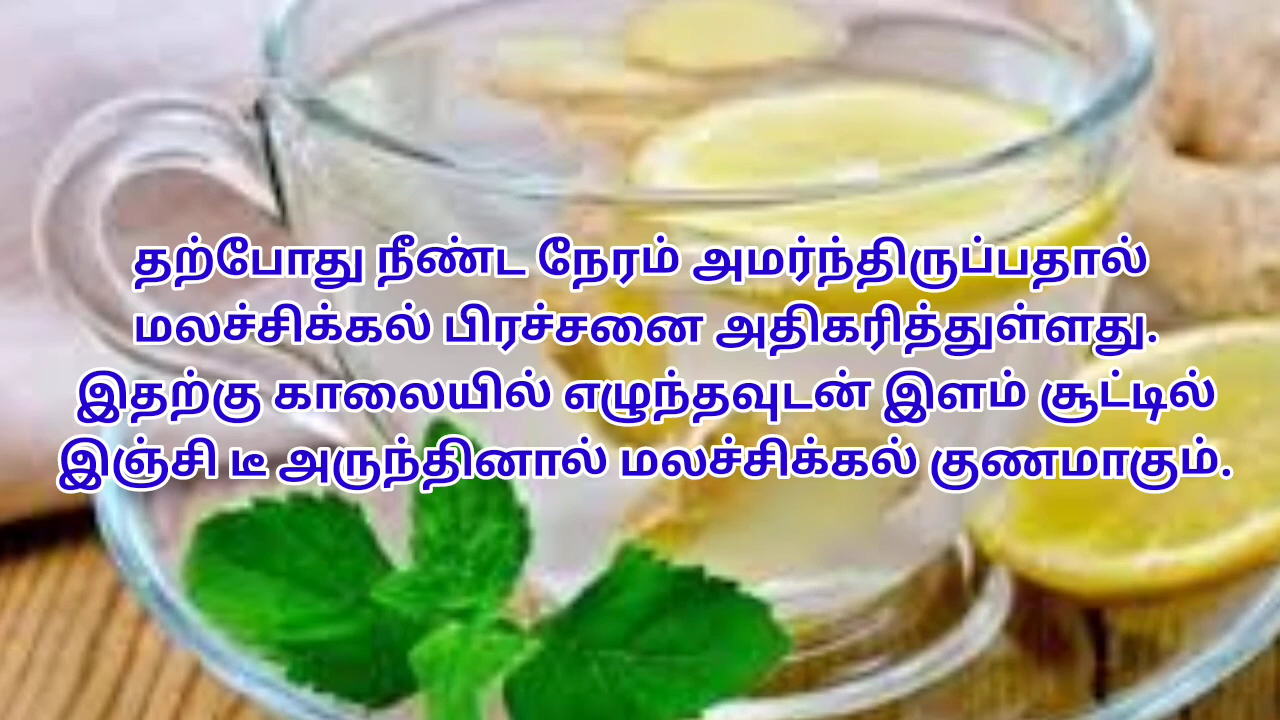 தற்போது நீண்ட நேரம் அமர்ந்திருப்பதால்
மலச்சிக்கல் பிரச்சனை அதிகரித்துள்ளது.
இதற்கு காலையில் எழுந்தவுடன் இளம் சூட்டில்
இஞ்சி டீ அருந்தினால் மலச்சிக்கல் குணமாகும்.